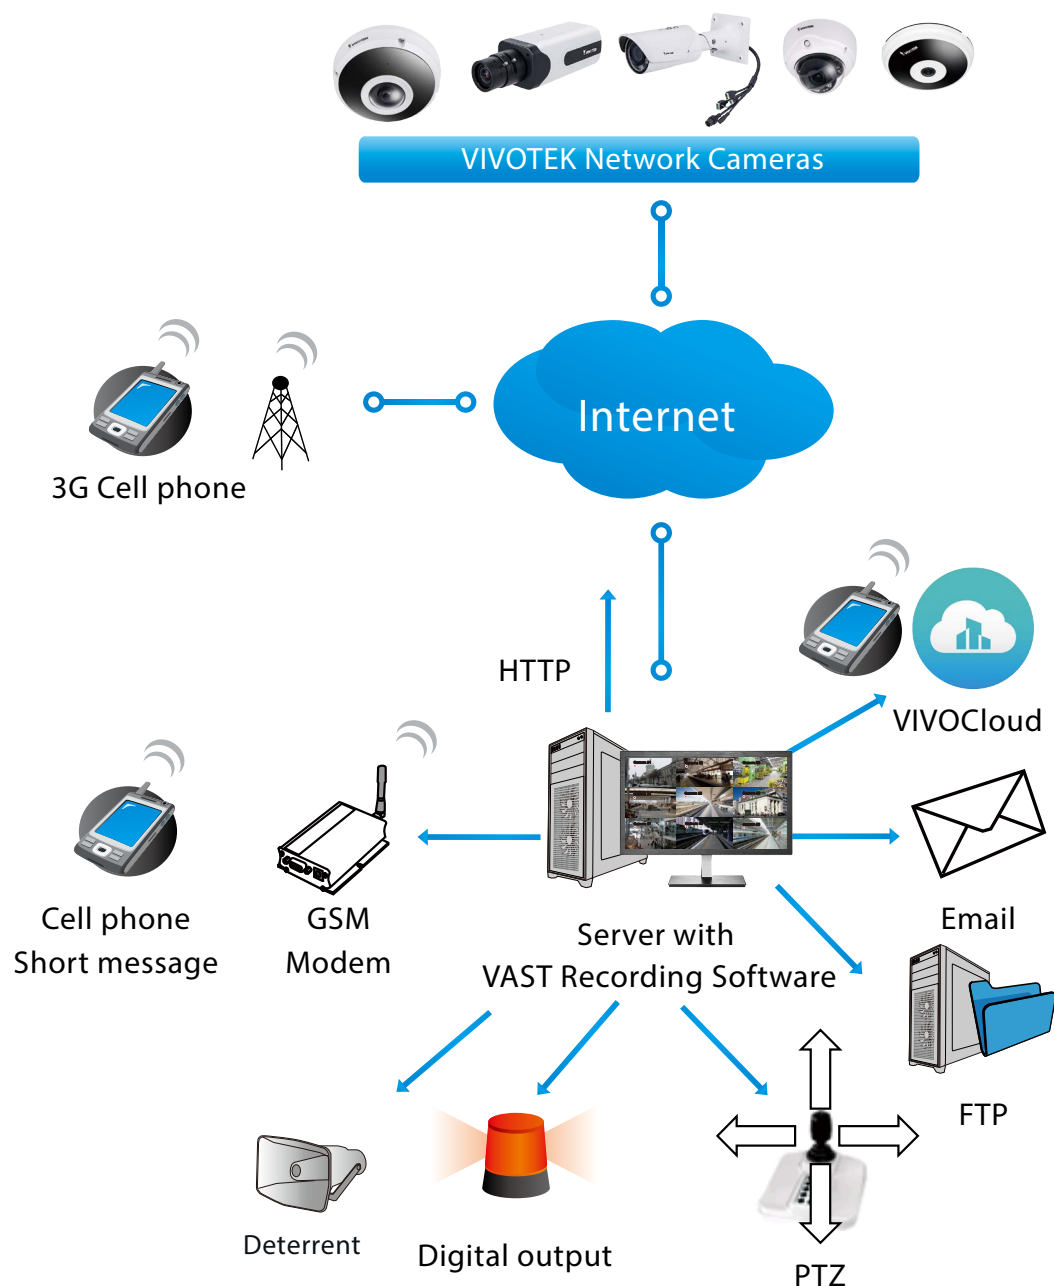 VIVOTEK Network Cameras
Internet
3G Cell phone
HTTP
VIVOCloud
Cell phone
Short message
GSM
Modem
Server with
VAST Recording Software
Email
FTP
Deterrent
Digital output
PTZ